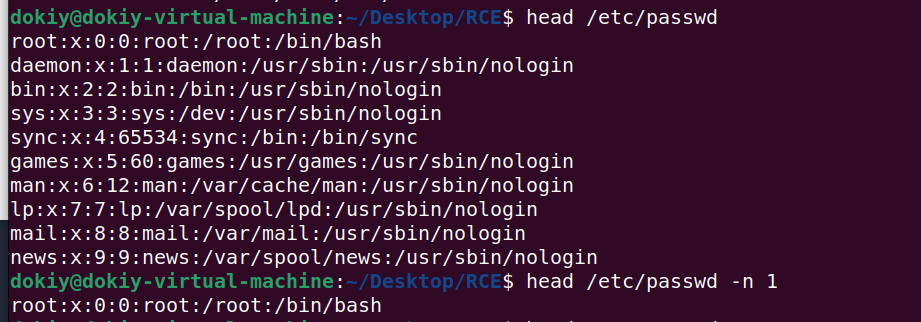 dokiy@dokiy-virtual-machine:~/Desktop/RCE$ head /etc/passwd
root:x:0:0:root:/root:/bin/bash
daemon:x:1:1:daemon:/usr/sbin:/usr/sbin/nologin
bin:x:2:2:bin:/bin:/usr/sbin/nologin
sys:x:3:3:sys:/dev:/usr/sbin/nologin
sync:x:4:65534:sync:/bin:/bin/sync
games:x:5:60:games:/usr/games:/usr/sbin/nologin
man:x:6:12:man:/var/cache/man:/usr/sbin/nologin
lp:x:7:7:lp:/var/spool/lpd:/usr/sbin/nologin
mail:x:8:8:mail:/var/mail:/usr/sbin/nologin
news:x:9:9:news:/var/spool/news:/usr/sbin/nologin
dokiy@dokiy-virtual-machine:~/Desktop/RCE$ head /etc/passwd -n 1
root:x:0:0:root:/root:/bin/bash